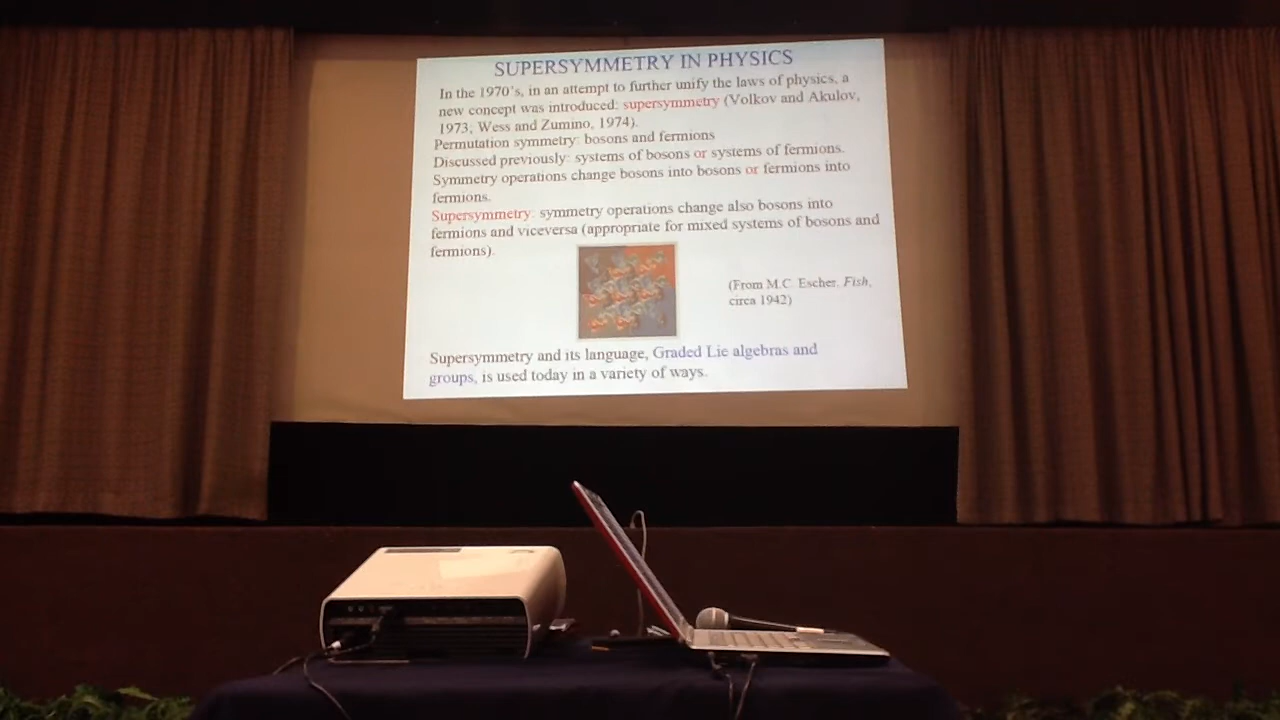 SUPERSYMMETRY IN PHYSICS
In the 1970's, in an attempt to further unify the laws of physics, a
new concept was introduced: supersymmetry (Volkov and Akulov,
1973; Wess and Zumino, 1974).
Permutation symmetry: bosons and fermions
Discussed previously: systems of bosons or systems of fermions.
Symmetry operations change bosons into bosons or fermions into
fermions.
Supersymmetry: symmetry operations change also bosons into
fermions and viceversa (appropriate for mixed systems of bosons and
fermions).
(From M.C. Escher, Fish,
circa 1942)
Supersymmetry and its language, Graded Lie algebras and
groups, is used today in a variety of ways.